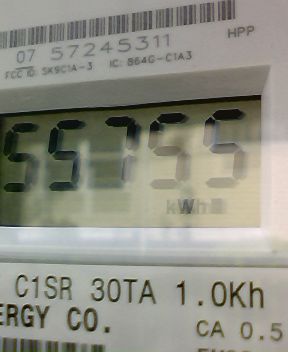 07 57245311 HPP
FCC ID: SK9C1A-3 IC: 864G-C1A3
55755
kWh
C1SR 30TA 1.0Kh
ERGY CO.
CA 0.5